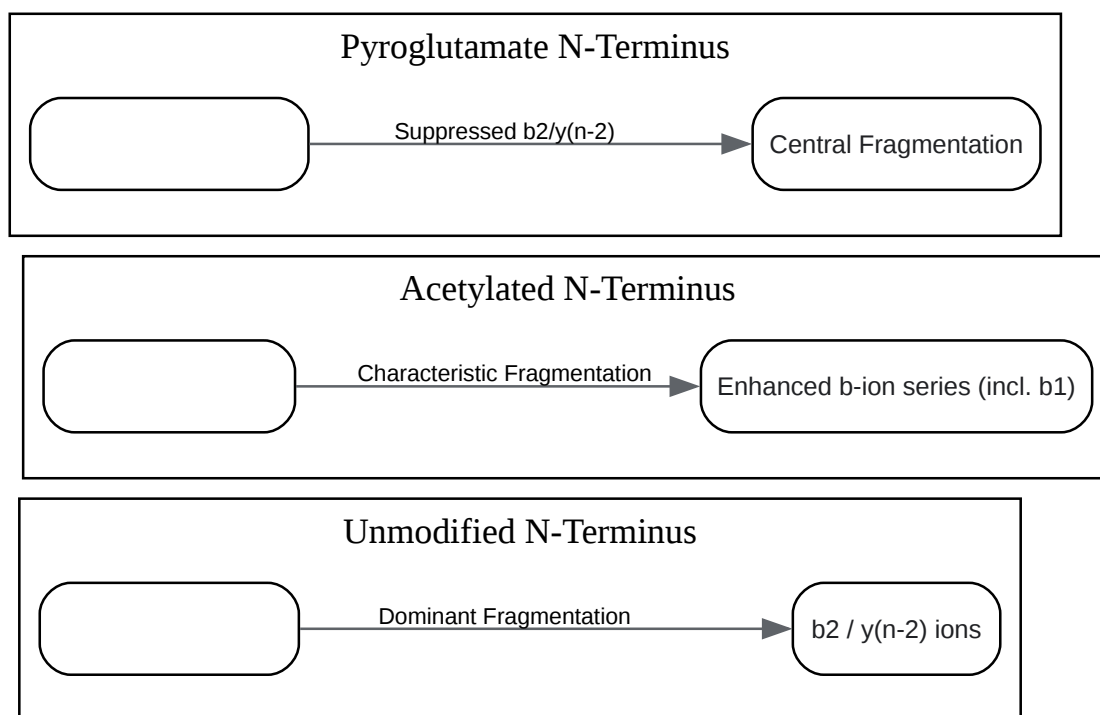 Pyroglutamate N-Terminus
Suppressed b2/y(n-2)
Central Fragmentation
Acetylated N-Terminus
Characteristic Fragmentation
Enhanced b-ion series (incl. b1)
Unmodified N-Terminus
Dominant Fragmentation
b2 / y(n-2) ions